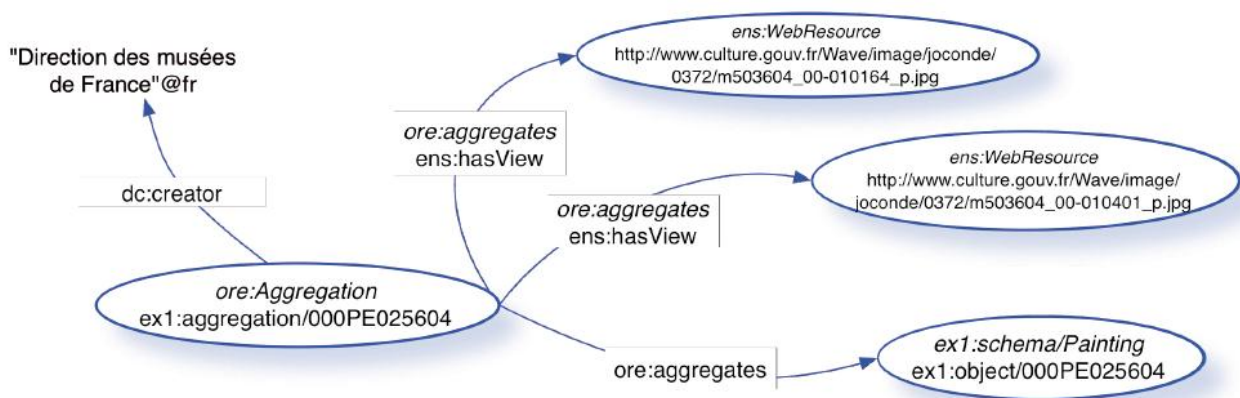 "Direction des musées
de France"@fr
dc:creator
ore:Aggregation
ex1:aggregation/000PE025604
ore:aggregates
ens:hasView
ens:WebResource
http://www.culture.gouv.fr/Wave/image/joconde/
0372/m503604_00-010164_p.jpg
ore:aggregates
ens:hasView
ens:WebResource
http://www.culture.gouv.fr/Wave/image/
joconde/0372/m503604_00-010401_p.jpg
ore:aggregates
ex1:schema/Painting
ex1:object/000PE025604